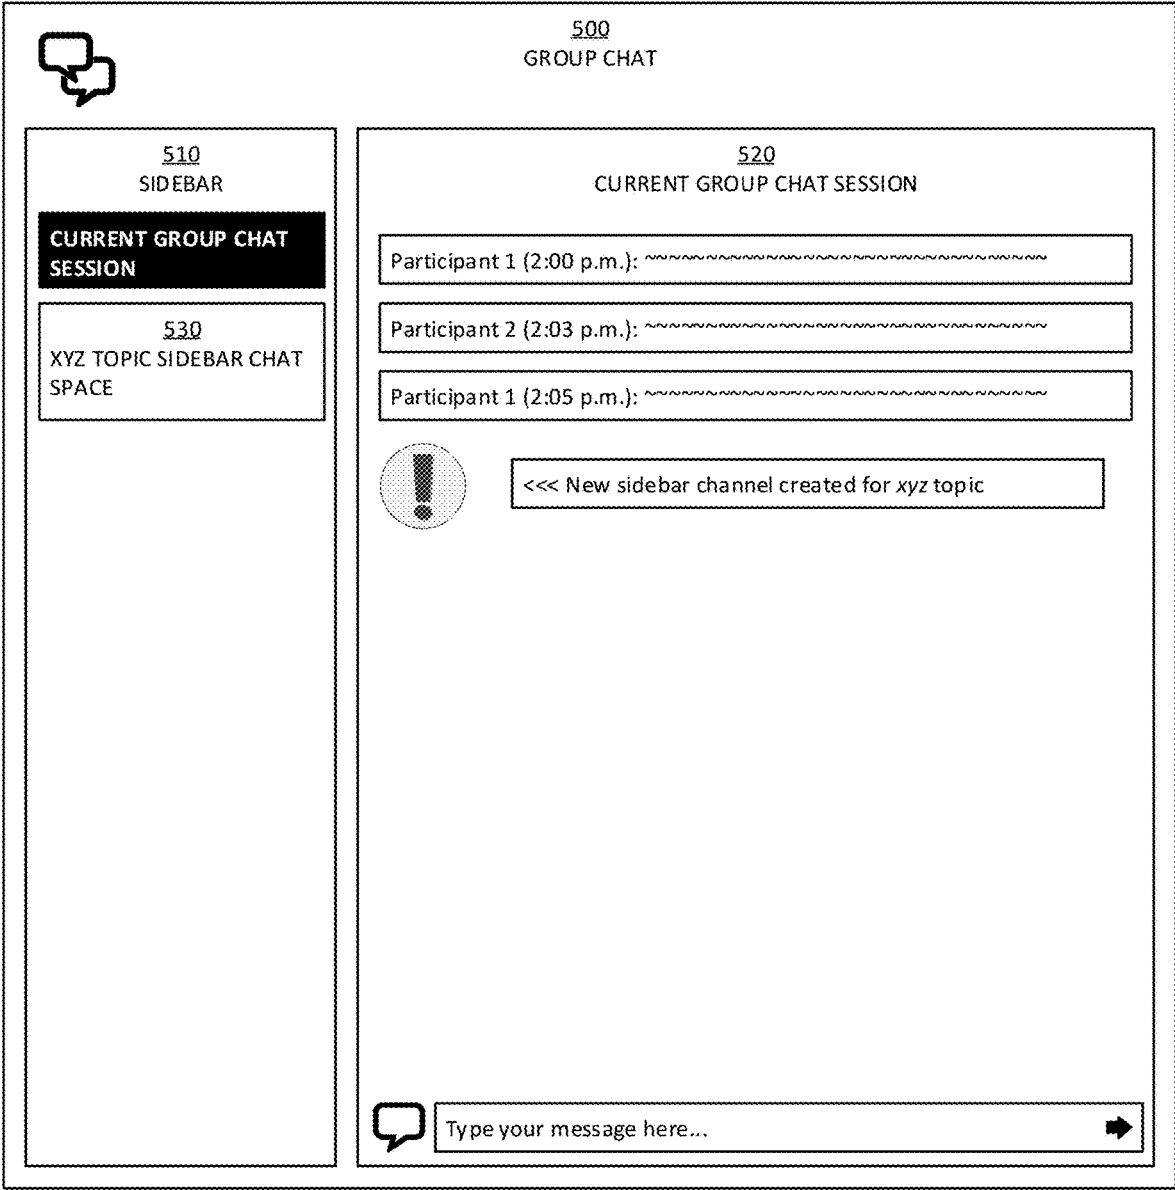 500
GROUP CHAT
510
SIDEBAR
CURRENT GROUP CHAT
SESSION
530
XYZ TOPIC SIDEBAR CHAT
SPACE
520
CURRENT GROUP CHAT SESSION
Participant 1 (2:00 p.m.): ~~~~~~~~~~~~~~~~~~~~~~~~~~~~~~~~~~
Participant 2 (2:03 p.m.): ~~~~~~~~~~~~~~~~~~~~~~~~~~~~~~~~~~
Participant 1 (2:05 p.m.): ~~~~~~~~~~~~~~~~~~~~~~~~~~~~~~~~~~
!
<<< New sidebar channel created for xyz topic
Type your message here...